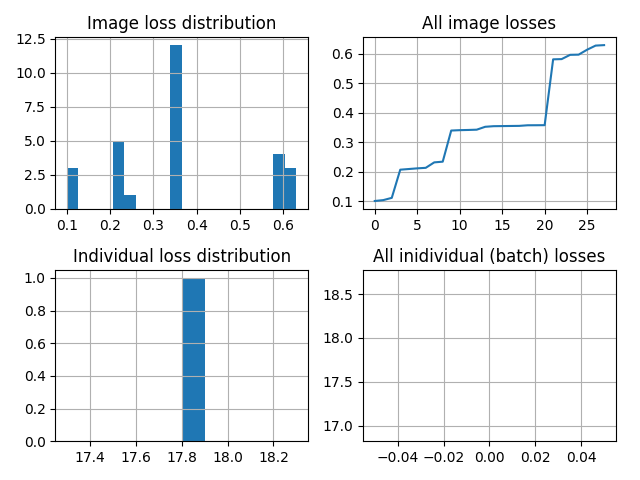 Image loss distribution
12.5
10.0
7.5
5.0
2.5
0.0
0.1 0.2 0.3 0.4 0.5 0.6
All image losses
0.6
0.5
0.4
0.3
0.2
0.1
0 5 10 15 20 25
Individual loss distribution
1.0
0.8
0.6
0.4
0.2
0.0
17.4 17.6 17.8 18.0 18.2
All inidividual (batch) losses
18.5
18.0
17.5
17.0
−0.04 −0.02 0.00 0.02 0.04